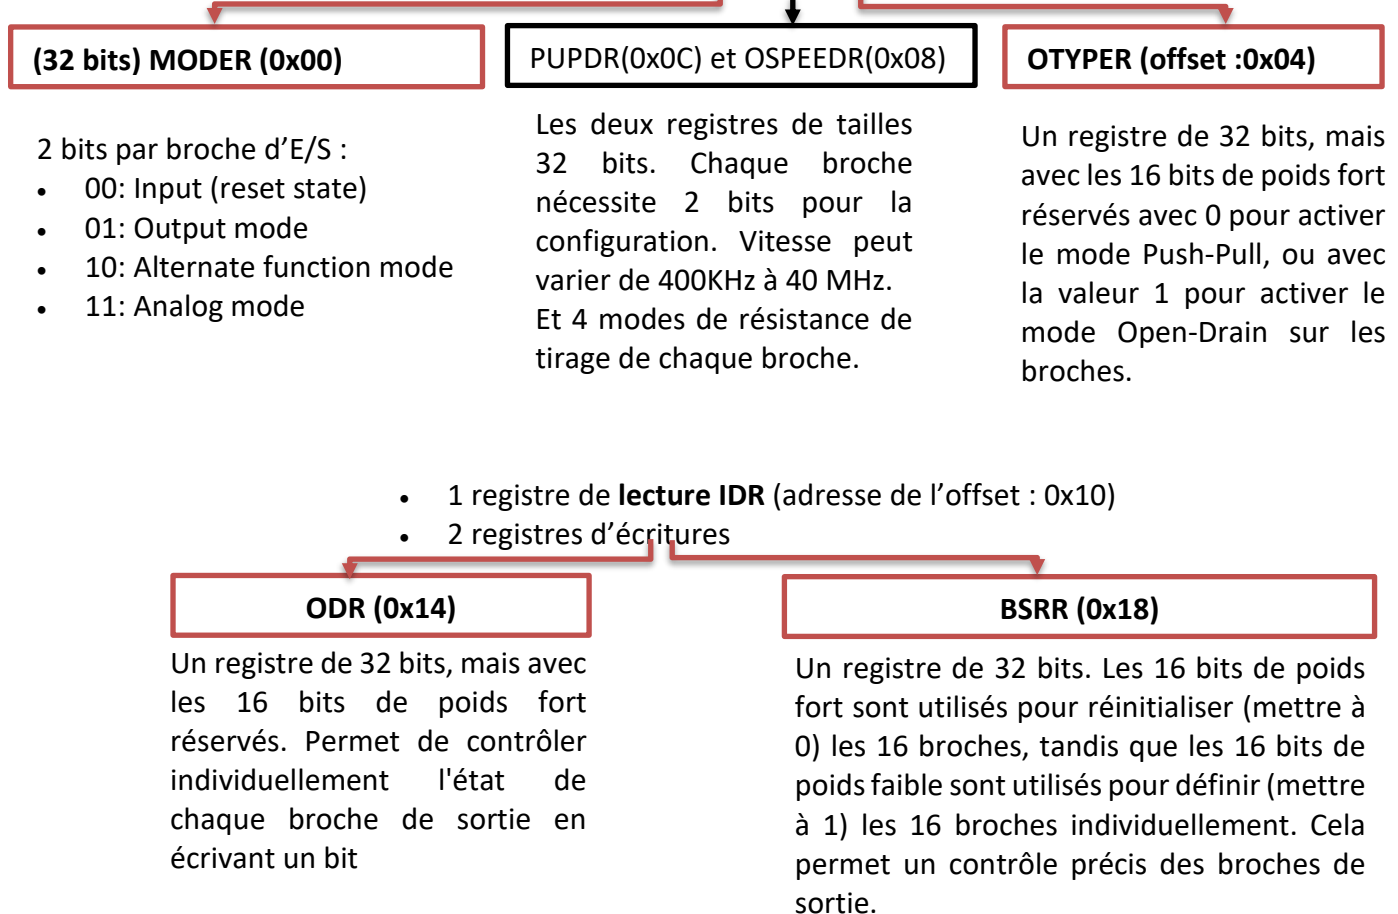 (32 bits) MODER (0x00)
2 bits par broche d’E/S :
• 00: Input (reset state)
• 01: Output mode
• 10: Alternate function mode
• 11: Analog mode
PUPDR(0x0C) et OSPEEDR(0x08)
Les deux registres de tailles
32 bits. Chaque broche
nécessite 2 bits pour la
configuration. Vitesse peut
varier de 400KHz à 40 MHz.
Et 4 modes de résistance de
tirage de chaque broche.
OTYPER (offset :0x04)
Un registre de 32 bits, mais
avec les 16 bits de poids fort
réservés avec 0 pour activer
le mode Push-Pull, ou avec
la valeur 1 pour activer le
mode Open-Drain sur les
broches.
• 1 registre de lecture IDR (adresse de l’offset : 0x10)
• 2 registres d’écritures
ODR (0x14)
Un registre de 32 bits, mais avec
les 16 bits de poids fort
réservés. Permet de contrôler
individuellement l'état de
chaque broche de sortie en
écrivant un bit
BSRR (0x18)
Un registre de 32 bits. Les 16 bits de poids
fort sont utilisés pour réinitialiser (mettre à
0) les 16 broches, tandis que les 16 bits de
poids faible sont utilisés pour définir (mettre
à 1) les 16 broches individuellement. Cela
permet un contrôle précis des broches de
sortie.